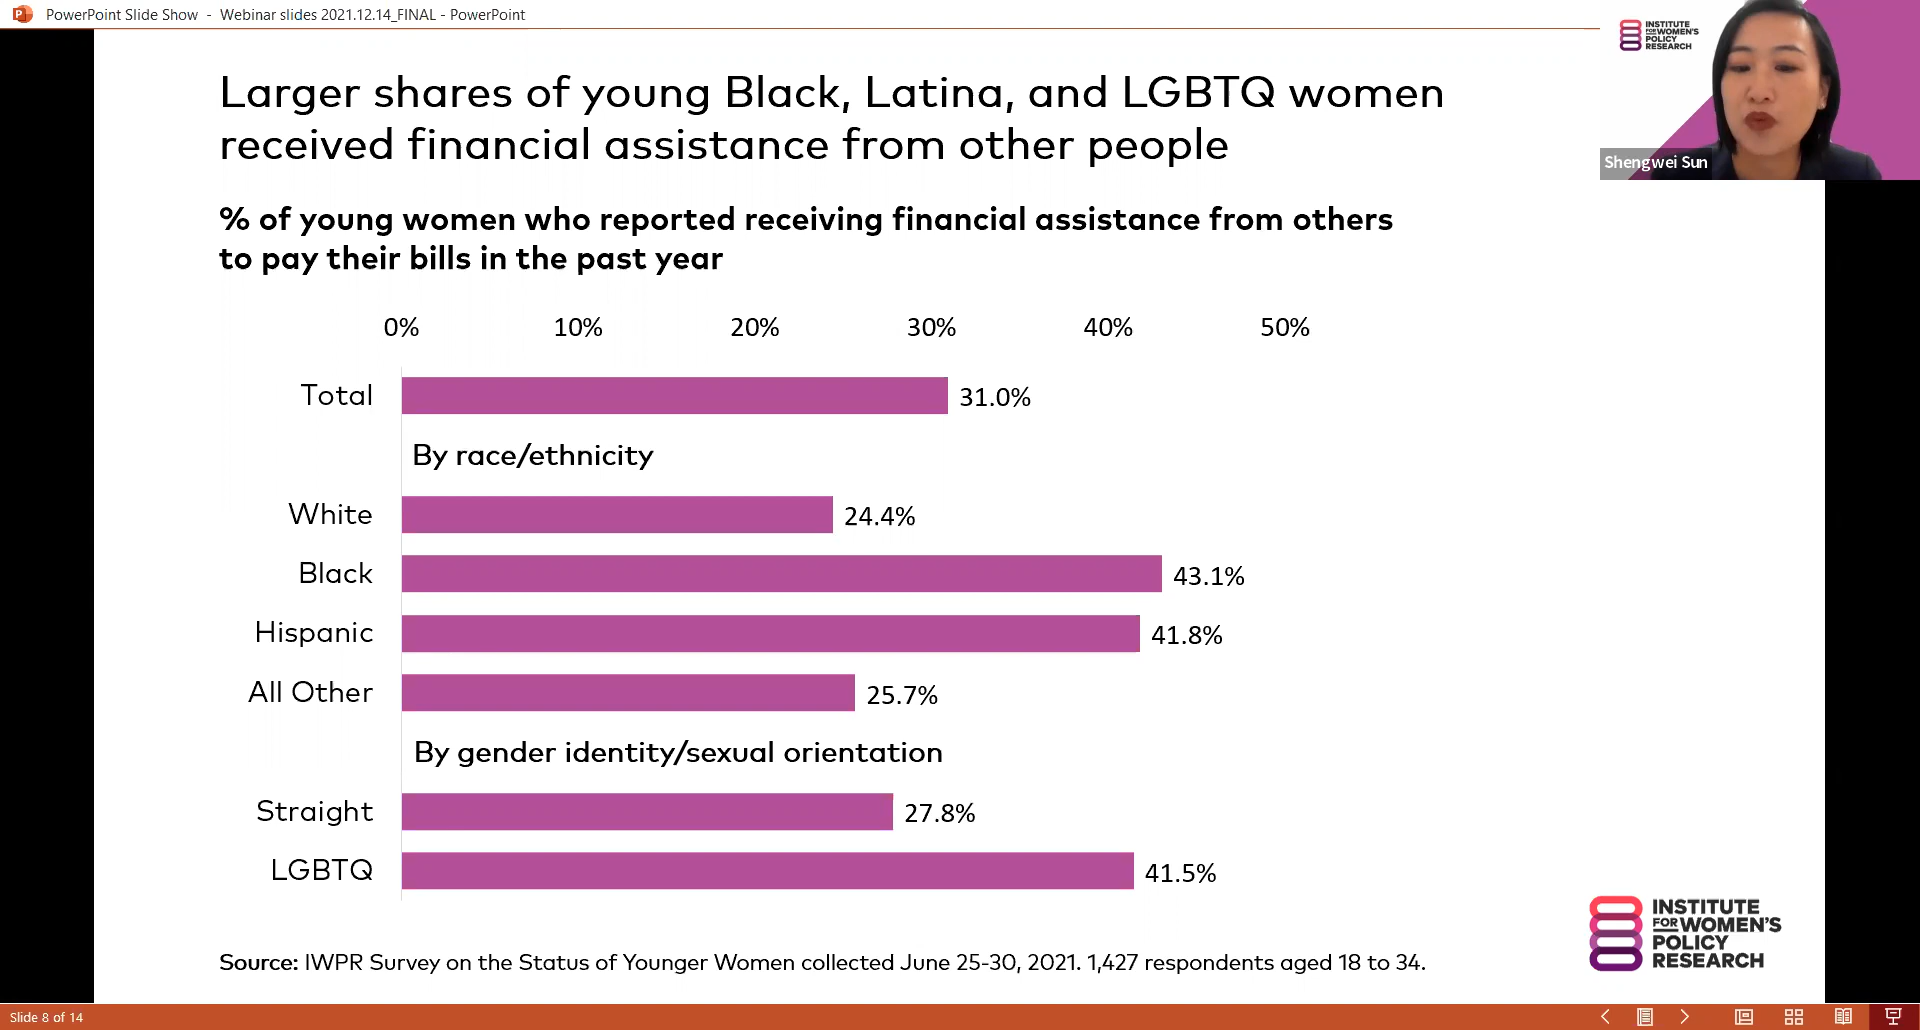 PowerPoint Slide Show - Webinar slides 2021.12.14_FINAL - PowerPoint
INSTITUTE
FOR WOMEN'S
POLICY
RESEARCH
Shengwei Sun
Larger shares of young Black, Latina, and LGBTQ women
received financial assistance from other people
% of young women who reported receiving financial assistance from others
to pay their bills in the past year
0% 10% 20% 30% 40% 50%
Total 31.0%
By race/ethnicity
White 24.4%
Black 43.1%
Hispanic 41.8%
All Other 25.7%
By gender identity/sexual orientation
Straight 27.8%
LGBTQ 41.5%
INSTITUTE
FOR WOMEN'S
POLICY
RESEARCH
Source: IWPR Survey on the Status of Younger Women collected June 25-30, 2021. 1,427 respondents aged 18 to 34.
Slide 8 of 14